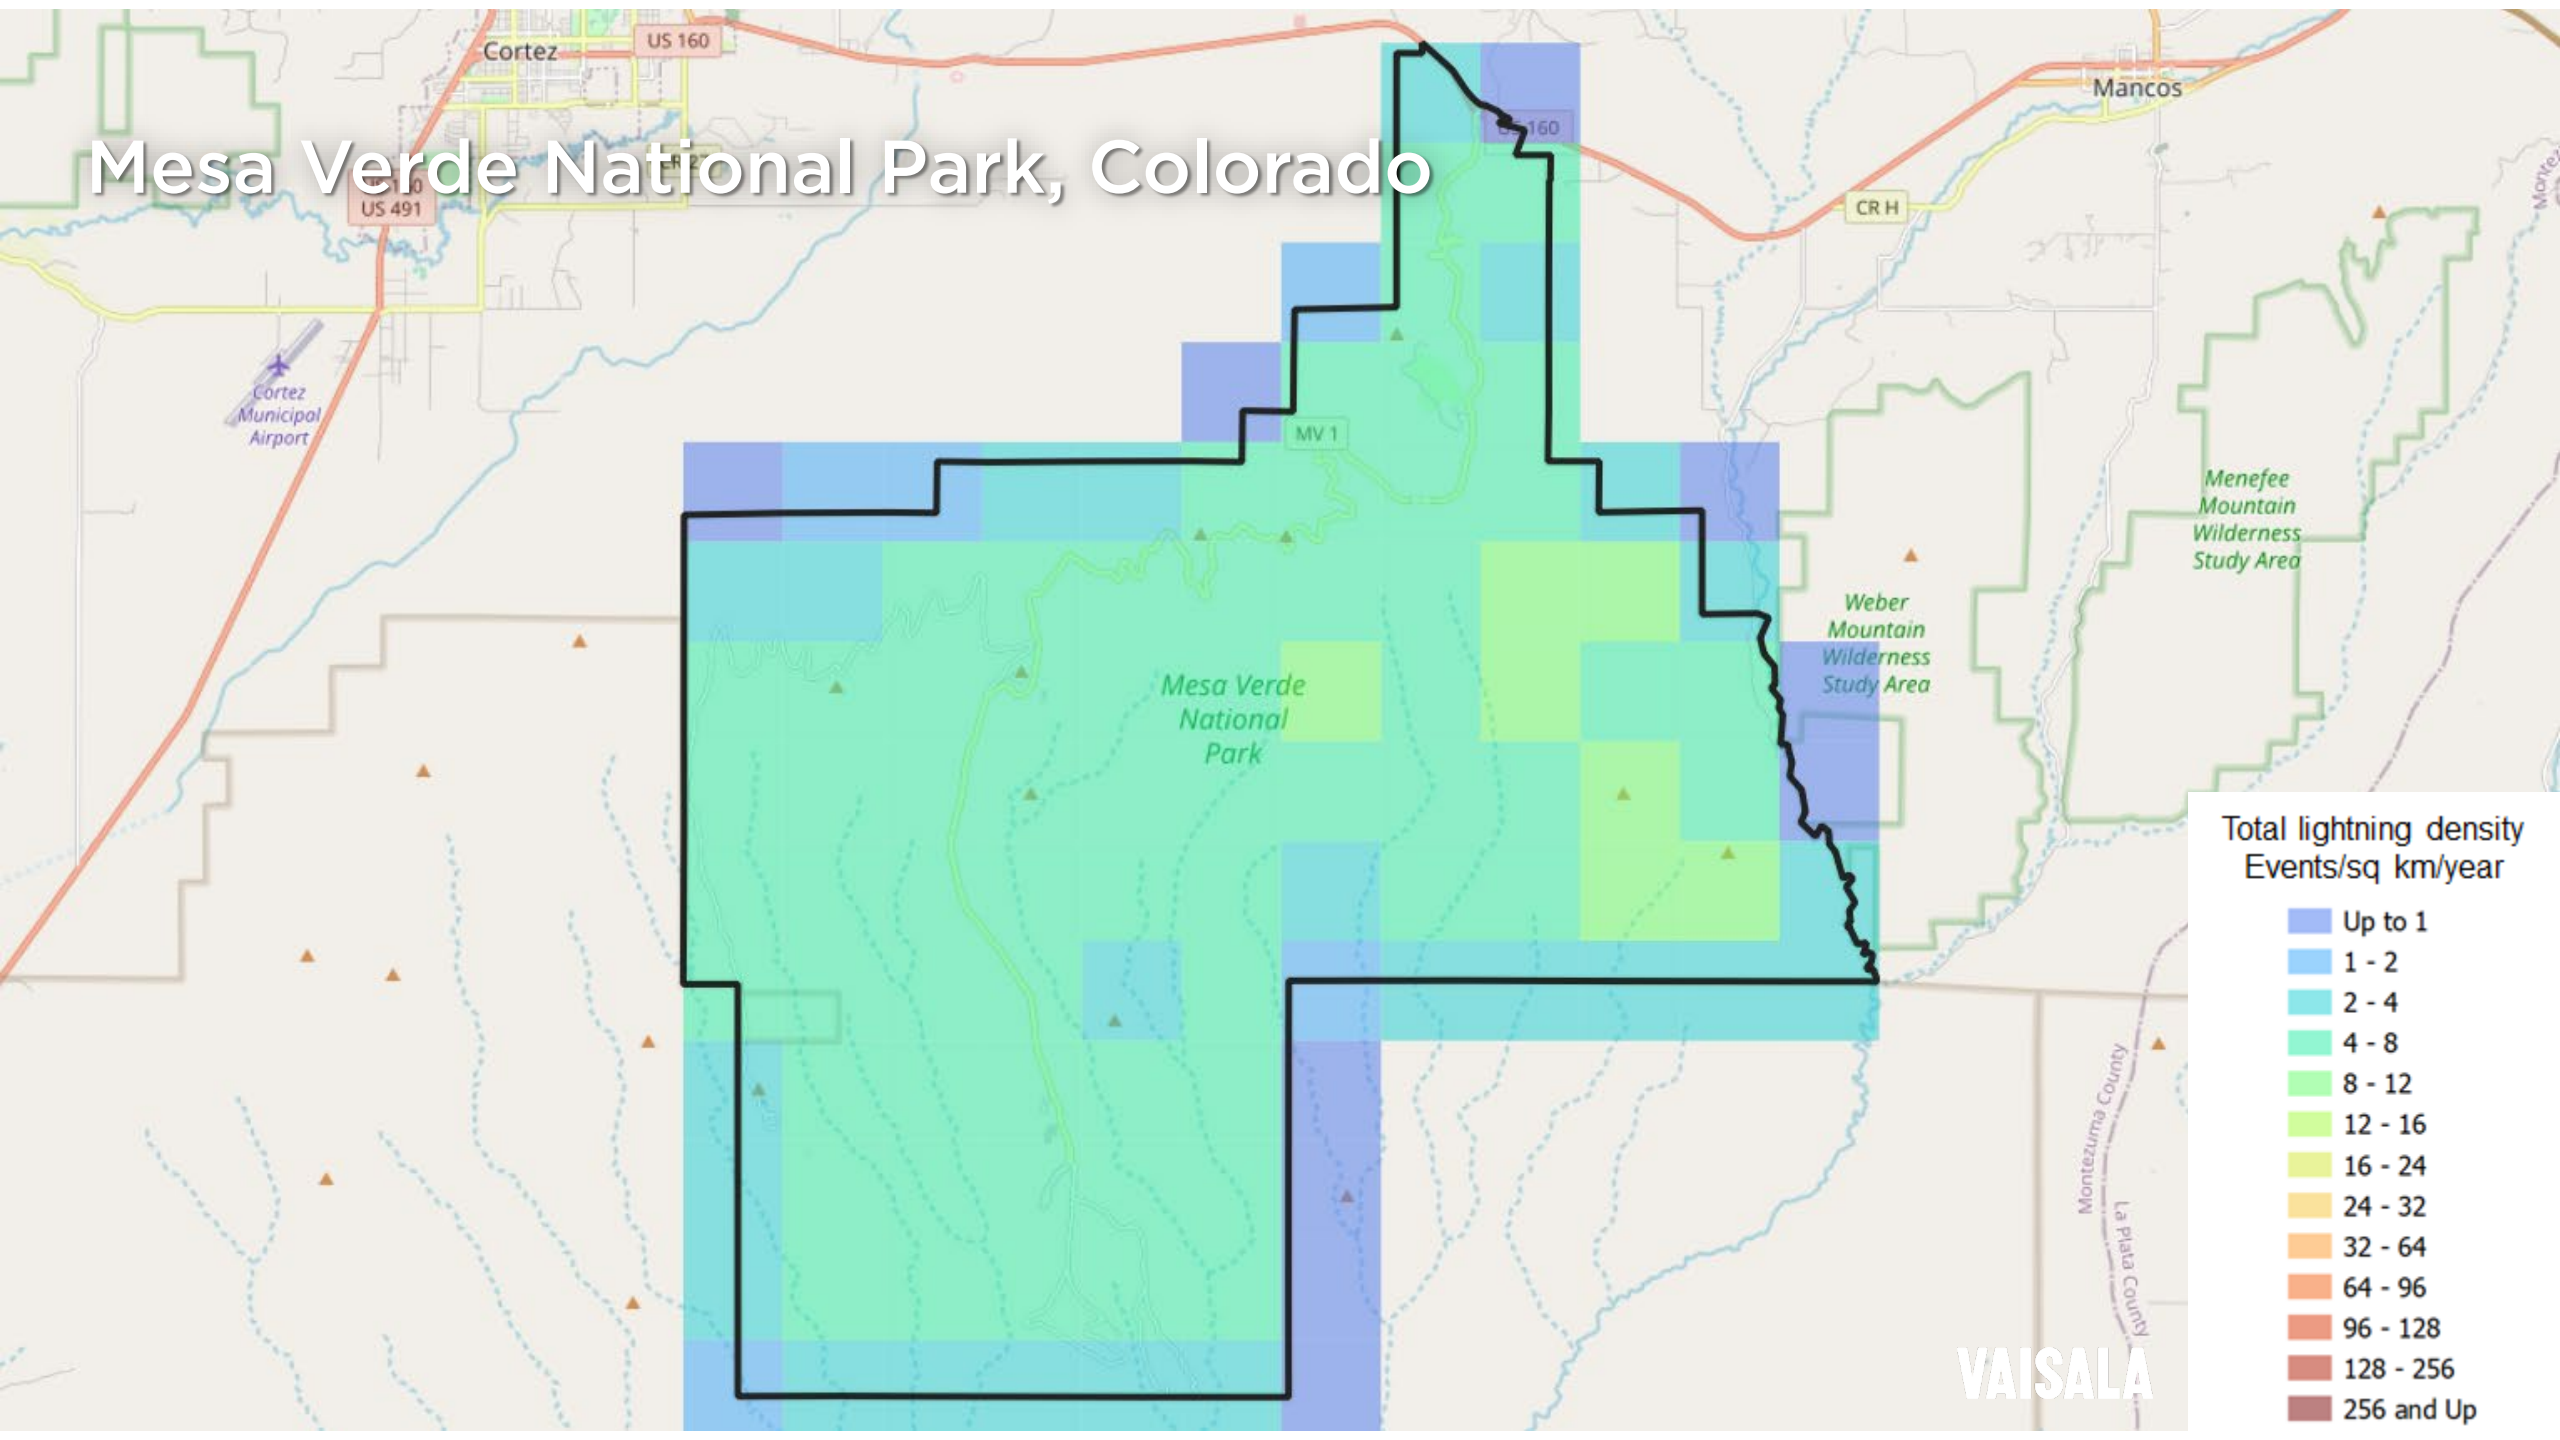 Cortez
US 160
Mancos
US 160
Mesa Verde National Park, Colorado
US 491
CR H
Cortez
Municipal
Airport
MV 1
Menefee
Mountain
Wilderness
Study Area
Weber
Mountain
Wilderness
Study Area
Mesa Verde
National
Park
Montezuma County
La Plata County
Total lightning density
Events/sq km/year
Up to 1
1 - 2
2 - 4
4 - 8
8 - 12
12 - 16
16 - 24
24 - 32
32 - 64
64 - 96
96 - 128
128 - 256
256 and Up
VAISALA